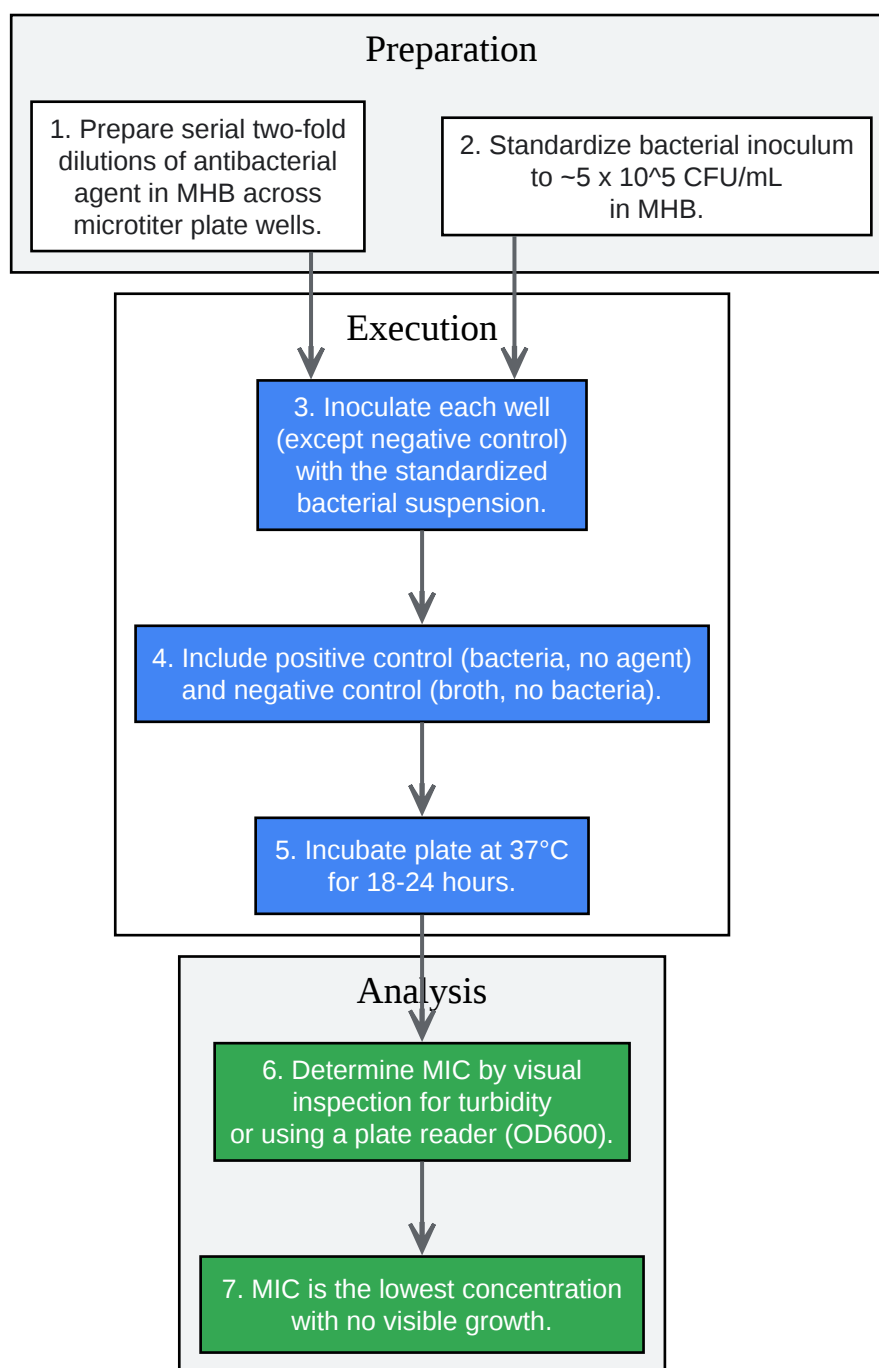 Preparation
1. Prepare serial two-fold
dilutions of antibacterial
agent in MHB across
microtiter plate wells.
2. Standardize bacterial inoculum
to ~5 x 10^5 CFU/mL
in MHB.
Execution
3. Inoculate each well
(except negative control)
with the standardized
bacterial suspension.
4. Include positive control (bacteria, no agent)
and negative control (broth, no bacteria).
5. Incubate plate at 37°C
for 18-24 hours.
Analysis
6. Determine MIC by visual
inspection for turbidity
or using a plate reader (OD600).
7. MIC is the lowest concentration
with no visible growth.